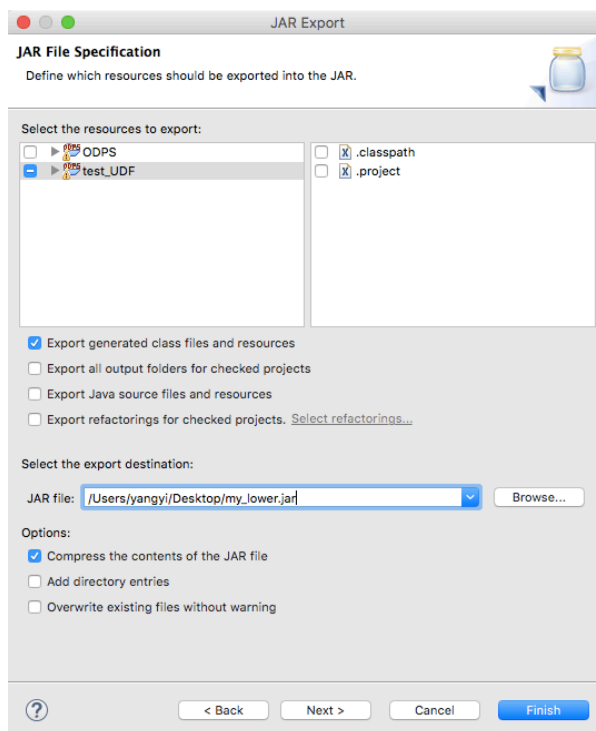 JAR Export
JAR File Specification
Define which resources should be exported into the JAR.
Select the resources to export:
ODPS
test_UDF
.classpath
.project
Export generated class files and resources
Export all output folders for checked projects
Export Java source files and resources
Export refactorings for checked projects. Select refactorings...
Select the export destination:
JAR file: /Users/yangyi/Desktop/my_lower.jar Browse...
Options:
Compress the contents of the JAR file
Add directory entries
Overwrite existing files without warning
? < Back Next > Cancel Finish